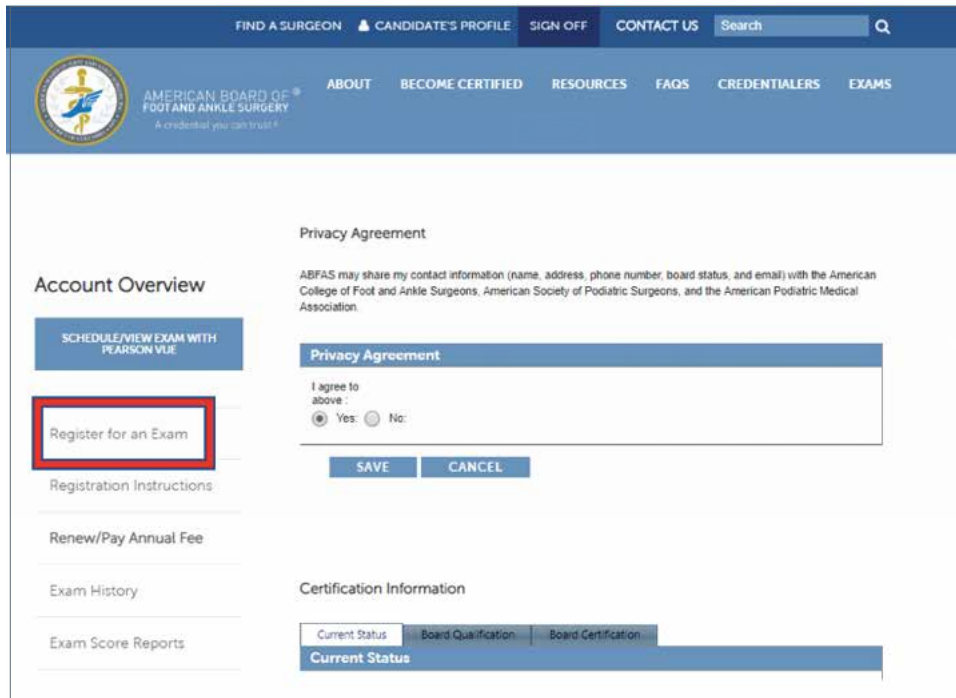 FIND A SURGEON CANDIDATE'S PROFILE SIGN OFF CONTACT US Search
ABOUT BECOME CERTIFIED RESOURCES FAQS CREDENTIALERS EXAMS
AMERICAN BOARD OF ®
FOOT AND ANKLE SURGERY
A credential you can trust®
Account Overview
SCHEDULE/VIEW EXAM WITH
PEARSON VUE
Register for an Exam
Registration Instructions
Renew/Pay Annual Fee
Exam History
Exam Score Reports
Privacy Agreement
ABFAS may share my contact information (name, address, phone number, board status, and email) with the American
College of Foot and Ankle Surgeons, American Society of Podiatric Surgeons, and the American Podiatric Medical
Association.
Privacy Agreement
I agree to
above :
Yes: No:
SAVE CANCEL
Certification Information
Current Status Board Qualification Board Certification
Current Status